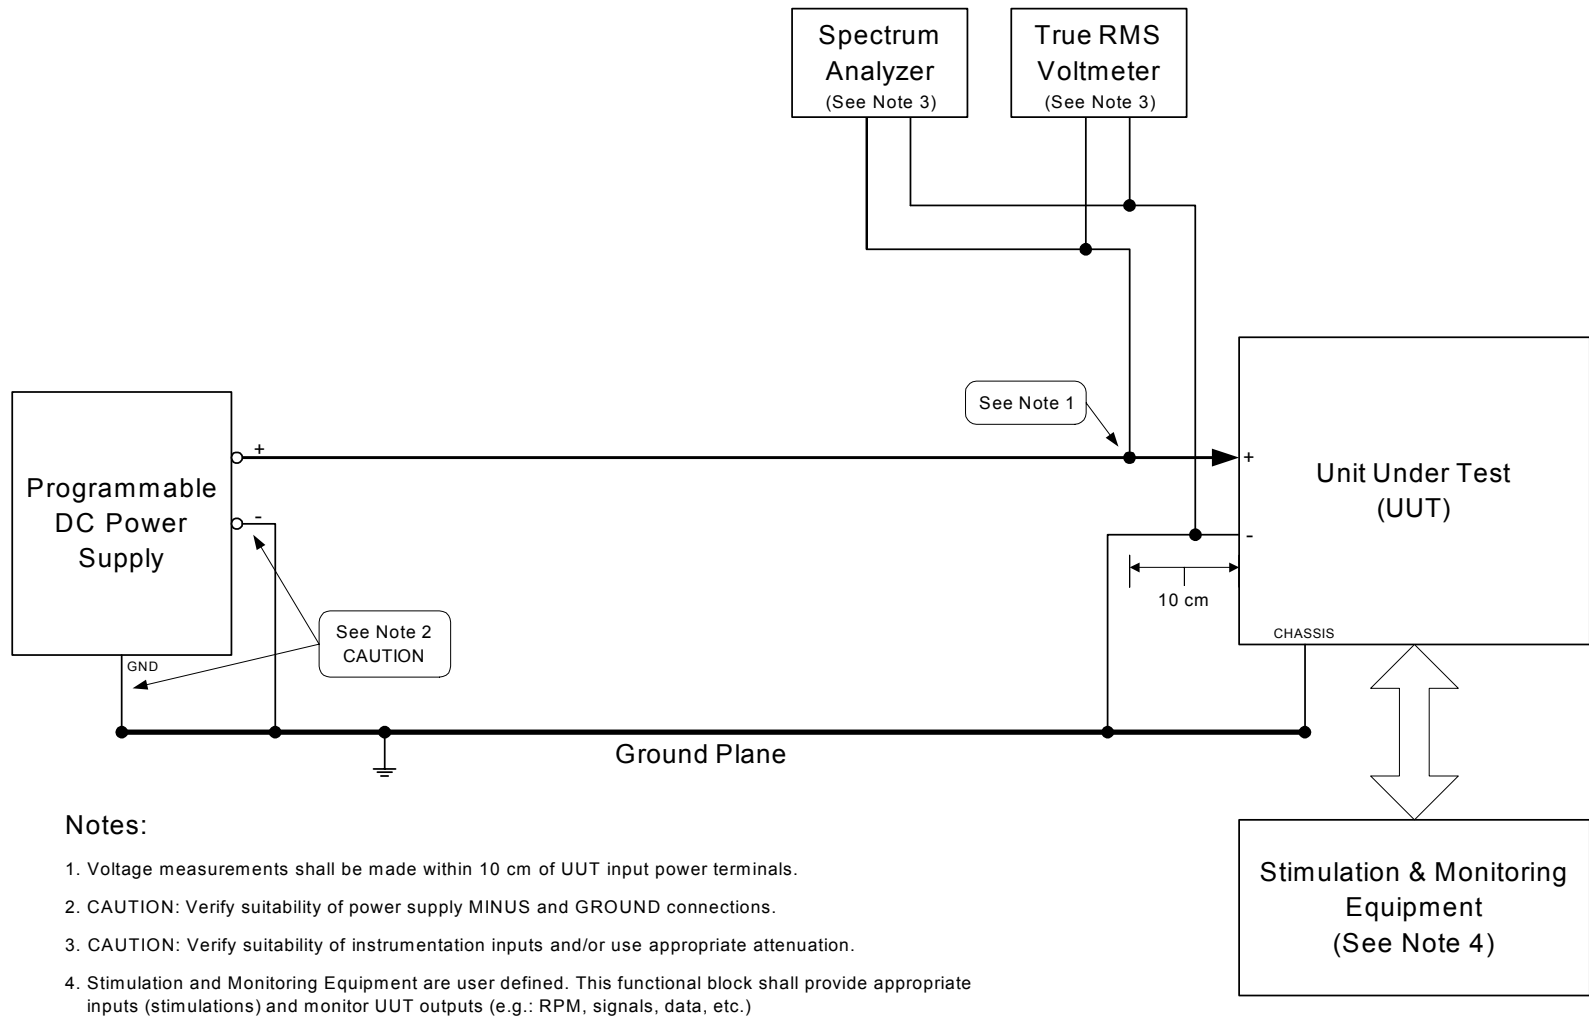 Spectrum
Analyzer
(See Note 3)
True RMS
Voltmeter
(See Note 3)
See Note 1
Programmable
DC Power
Supply
+
-
GND
See Note 2
CAUTION
+
-
Unit Under Test
(UUT)
10 cm
CHASSIS
Ground Plane
Stimulation & Monitoring
Equipment
(See Note 4)
Notes:
1. Voltage measurements shall be made within 10 cm of UUT input power terminals.
2. CAUTION: Verify suitability of power supply MINUS and GROUND connections.
3. CAUTION: Verify suitability of instrumentation inputs and/or use appropriate attenuation.
4. Stimulation and Monitoring Equipment are user defined. This functional block shall provide appropriate
inputs (stimulations) and monitor UUT outputs (e.g.: RPM, signals, data, etc.)